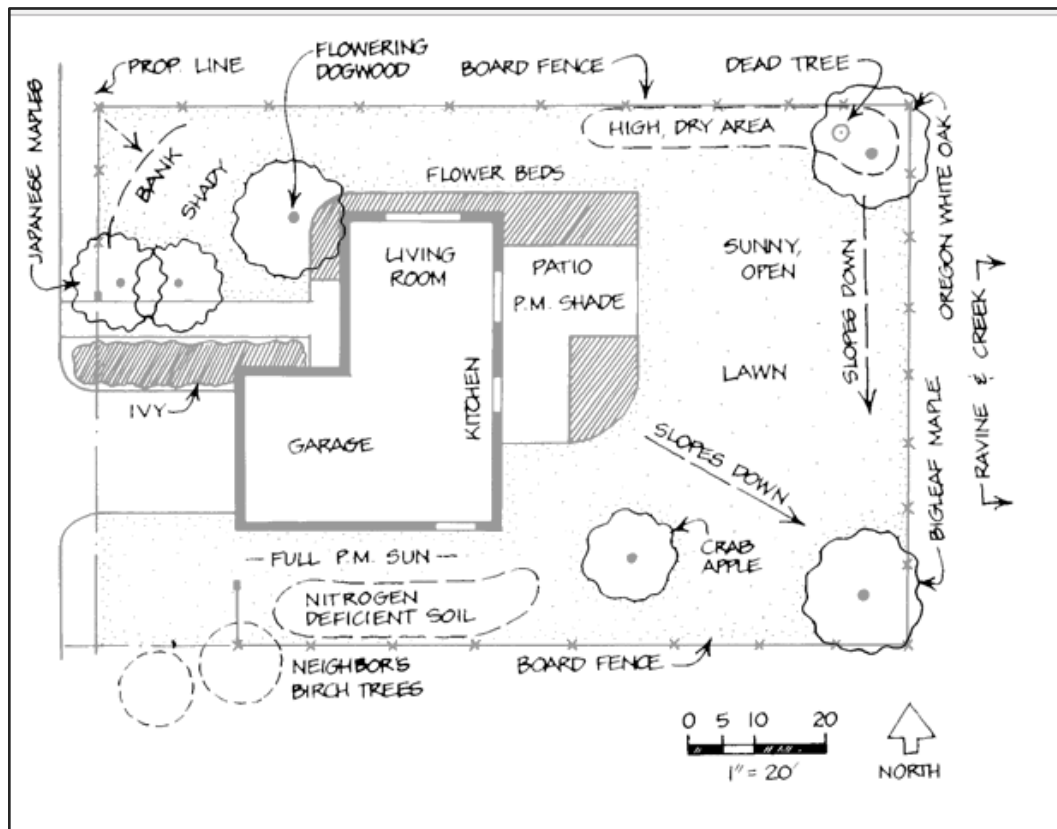 PROP. LINE
FLOWERING
DOGWOOD
BOARD FENCE
DEAD TREE
HIGH, DRY AREA
JAPANESE MAPLES
BANK
SHADY
FLOWER BEDS
OREGON WHITE OAK
LIVING
ROOM
PATIO
P.M. SHADE
SUNNY,
OPEN
SLOPES DOWN
RAVINE & CREEK
LAWN
KITCHEN
IVY
GARAGE
SLOPES DOWN
BIGLEAF MAPLE
CRAB
APPLE
FULL P.M. SUN
NITROGEN
DEFICIENT SOIL
NEIGHBOR'S
BIRCH TREES
BOARD FENCE
0 5 10 20
1" = 20'
NORTH